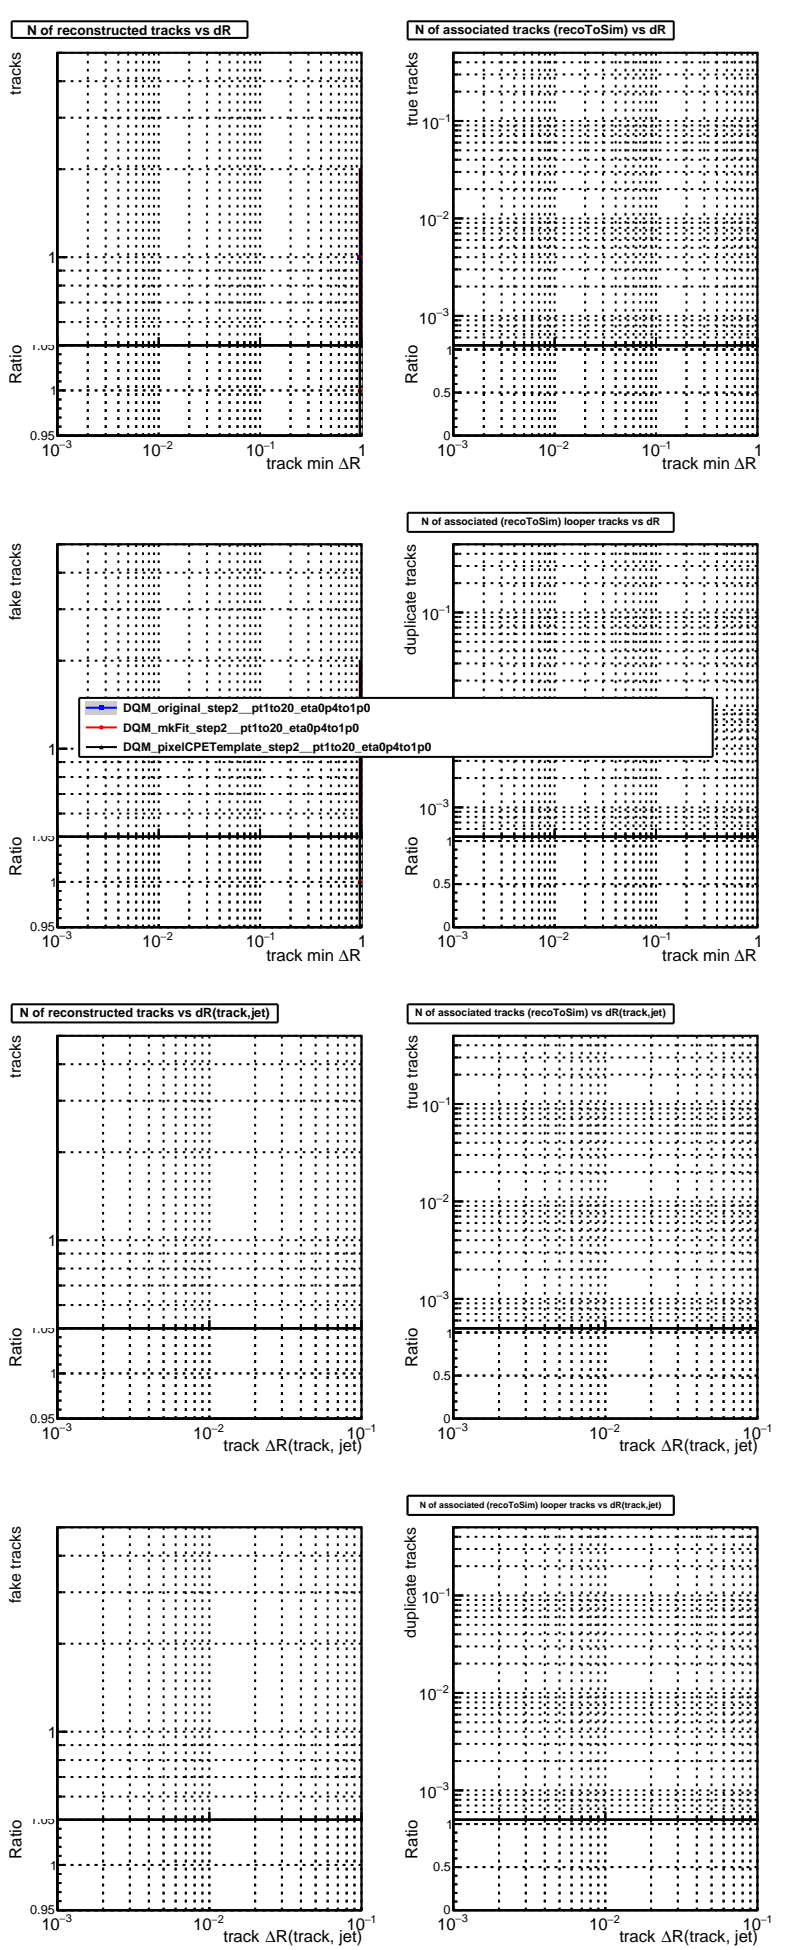 N of reconstructed tracks vs dR
tracks
1
1.05
Ratio
1
0.95
10⁻³ 10⁻² 10⁻¹ 1
track min ΔR
N of associated tracks (recoToSim) vs dR
true tracks
10⁻¹
10⁻²
10⁻³
Ratio
1
0.5
0
10⁻³ 10⁻² 10⁻¹ 1
track min ΔR
fake tracks
1
1.05
Ratio
1
0.95
10⁻³ 10⁻² 10⁻¹ 1
track min ΔR
N of associated (recoToSim) looper tracks vs dR
duplicate tracks
10⁻¹
10⁻³
Ratio
1
0.5
0
10⁻³ 10⁻² 10⁻¹ 1
track min ΔR
DQM_original_step2__pt1to20_eta0p4to1p0
DQM_mkFit_step2__pt1to20_eta0p4to1p0
DQM_pixelCPETemplate_step2__pt1to20_eta0p4to1p0
N of reconstructed tracks vs dR(track,jet)
tracks
1
1.05
Ratio
1
0.95
10⁻³ 10⁻² 10⁻¹
track ΔR(track, jet)
N of associated tracks (recoToSim) vs dR(track,jet)
true tracks
10⁻¹
10⁻²
10⁻³
Ratio
1
0.5
0
10⁻³ 10⁻² 10⁻¹
track ΔR(track, jet)
fake tracks
1
1.05
Ratio
1
0.95
10⁻³ 10⁻² 10⁻¹
track ΔR(track, jet)
N of associated (recoToSim) looper tracks vs dR(track,jet)
duplicate tracks
10⁻¹
10⁻²
10⁻³
Ratio
1
0.5
0
10⁻³ 10⁻² 10⁻¹
track ΔR(track, jet)